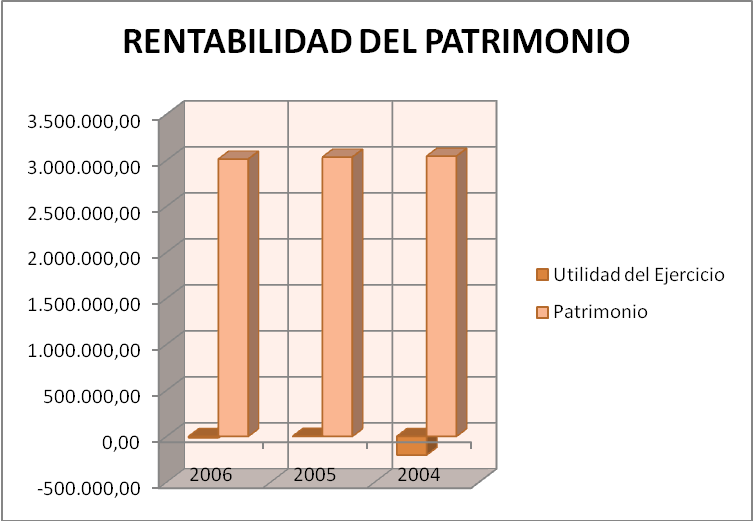 RENTABILIDAD DEL PATRIMONIO
3.500.000,00
3.000.000,00
2.500.000,00
2.000.000,00
1.500.000,00
1.000.000,00
500.000,00
0,00
-500.000,00
2006 2005 2004
Utilidad del Ejercicio
Patrimonio